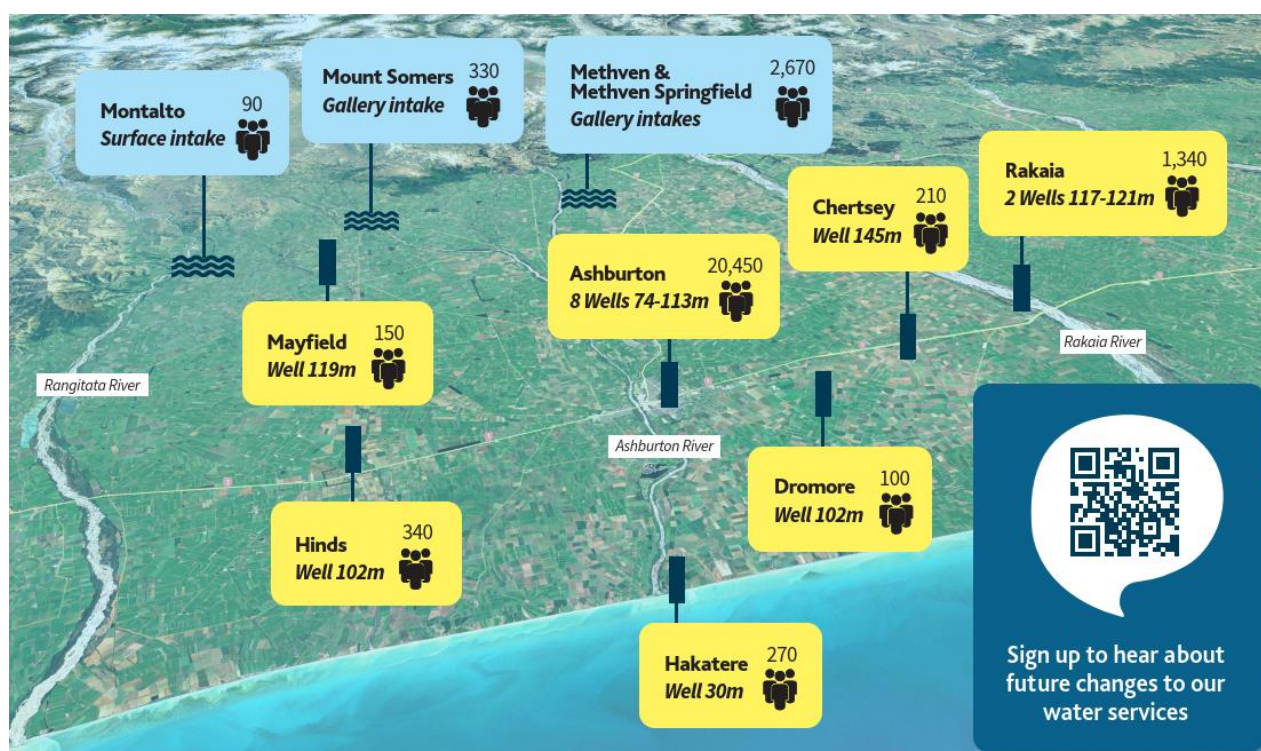 Montalto
90
Surface intake
Mount Somers
330
Gallery intake
Methven &
Methven Springfield
2,670
Gallery intakes
Rakaia
1,340
2 Wells 117-121m
Chertsey
210
Well 145m
Ashburton
20,450
8 Wells 74-113m
Mayfield
150
Well 119m
Rangitata River
Rakaia River
Ashburton River
Dromore
100
Well 102m
Hinds
340
Well 102m
Hakatere
270
Well 30m
Sign up to hear about
future changes to our
water services